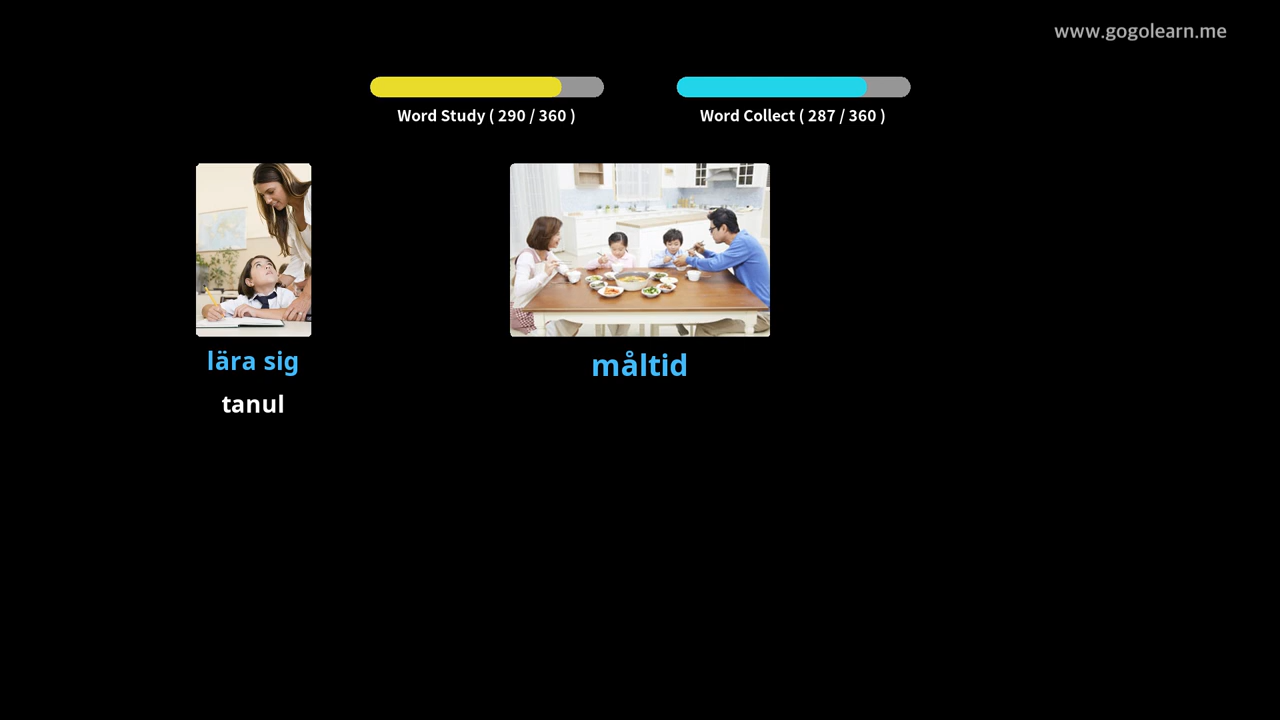 www.gogolearn.me
Word Study ( 290 / 360 )
Word Collect ( 287 / 360 )
lära sig
tanul
måltid